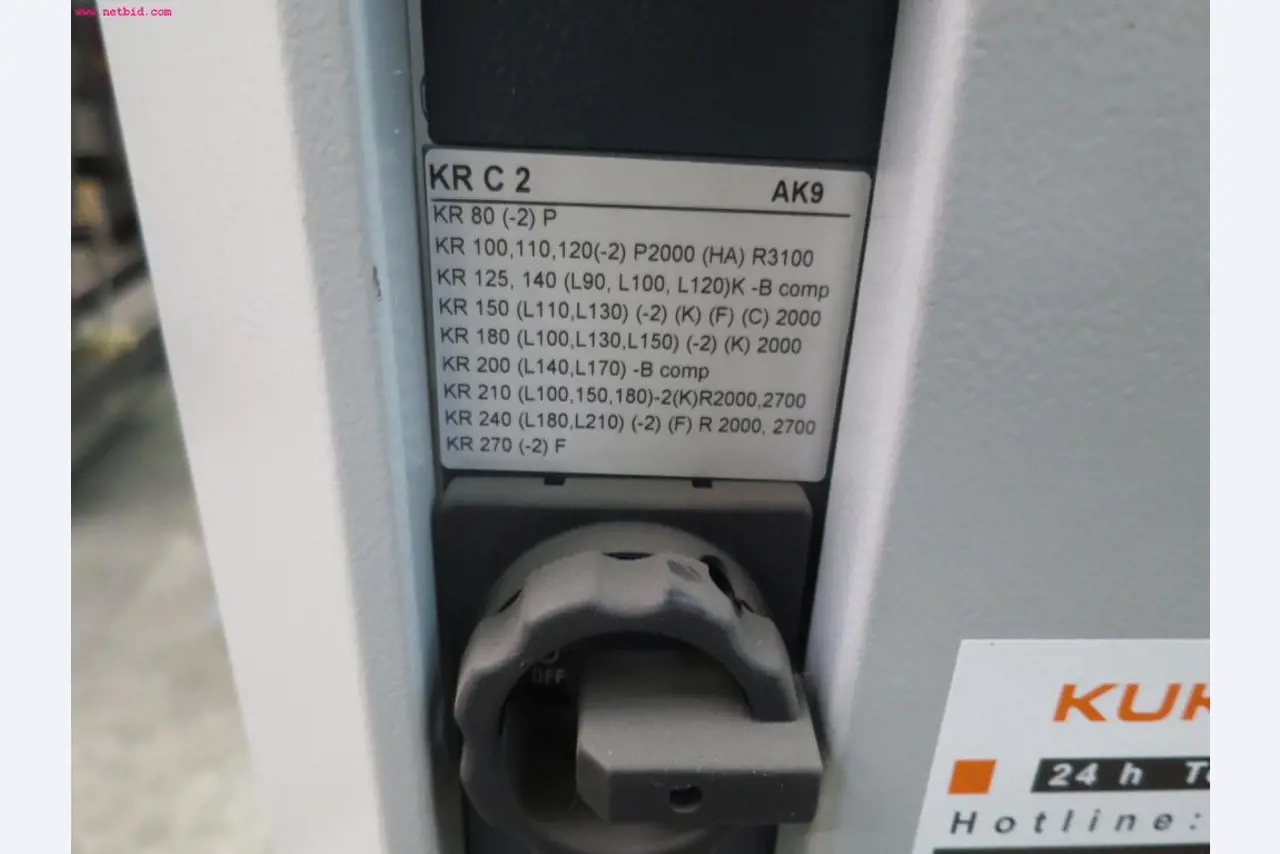 www.netbid.com
KR C 2 AK9
KR 80 (-2) P
KR 100,110,120(-2) P2000 (HA) R3100
KR 125, 140 (L90, L100, L120)K -B comp
KR 150 (L110,L130) (-2) (K) (F) (C) 2000
KR 180 (L100,L130,L150) (-2) (K) 2000
KR 200 (L140,L170) -B comp
KR 210 (L100,150,180)-2(K)R2000,2700
KR 240 (L180,L210) (-2) (F) R 2000, 2700
KR 270 (-2) F
OFF
KUK
24 h
Hotline: